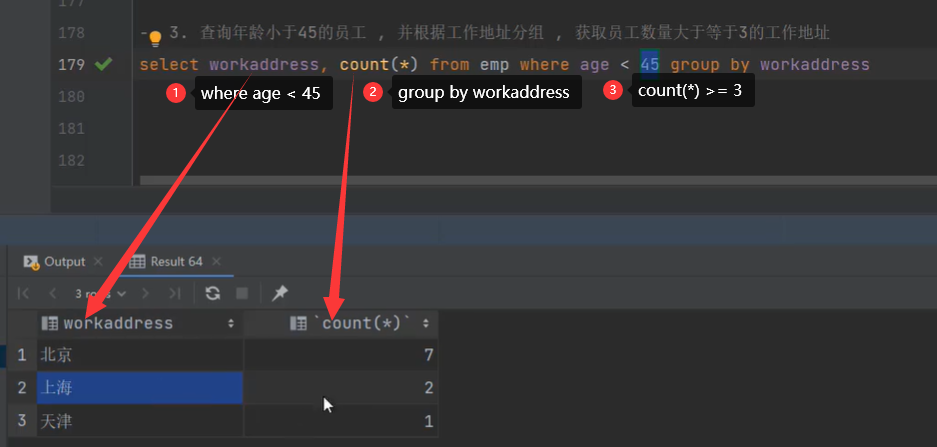 177
178 -- 3. 查询年龄小于45的员工 , 并根据工作地址分组 , 获取员工数量大于等于3的工作地址
179 select workaddress, count(*) from emp where age < 45 group by workaddress
1 where age < 45 2 group by workaddress 3 count(*) >= 3
180
181
182
Output Result 64
3 rows
workaddress `count(*)`
1 北京 7
2 上海 2
3 天津 1